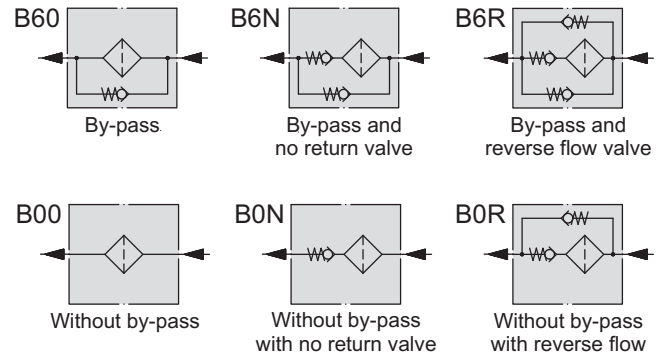 B60
By-pass
B6N
By-pass and
no return valve
B6R
By-pass and
reverse flow valve
B00
Without by-pass
B0N
Without by-pass
with no return valve
B0R
Without by-pass
with reverse flow